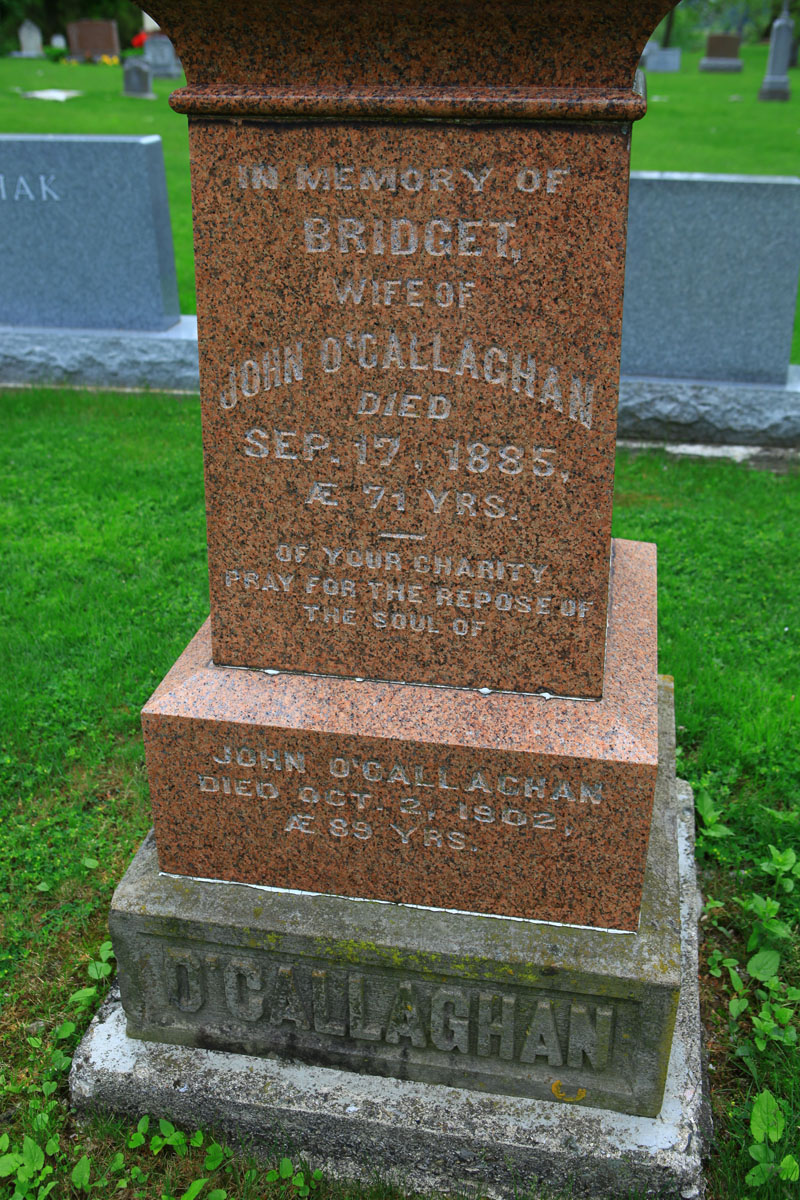 IN MEMORY OF
BRIDGET,
WIFE OF
JOHN O'CALLAGHAN
DIED
SEP. 17, 1885,
Æ 71 YRS.
OF YOUR CHARITY
PRAY FOR THE REPOSE OF
THE SOUL OF
JOHN O'CALLAGHAN
DIED OCT. 2, 1902,
Æ 89 YRS.
O'CALLAGHAN